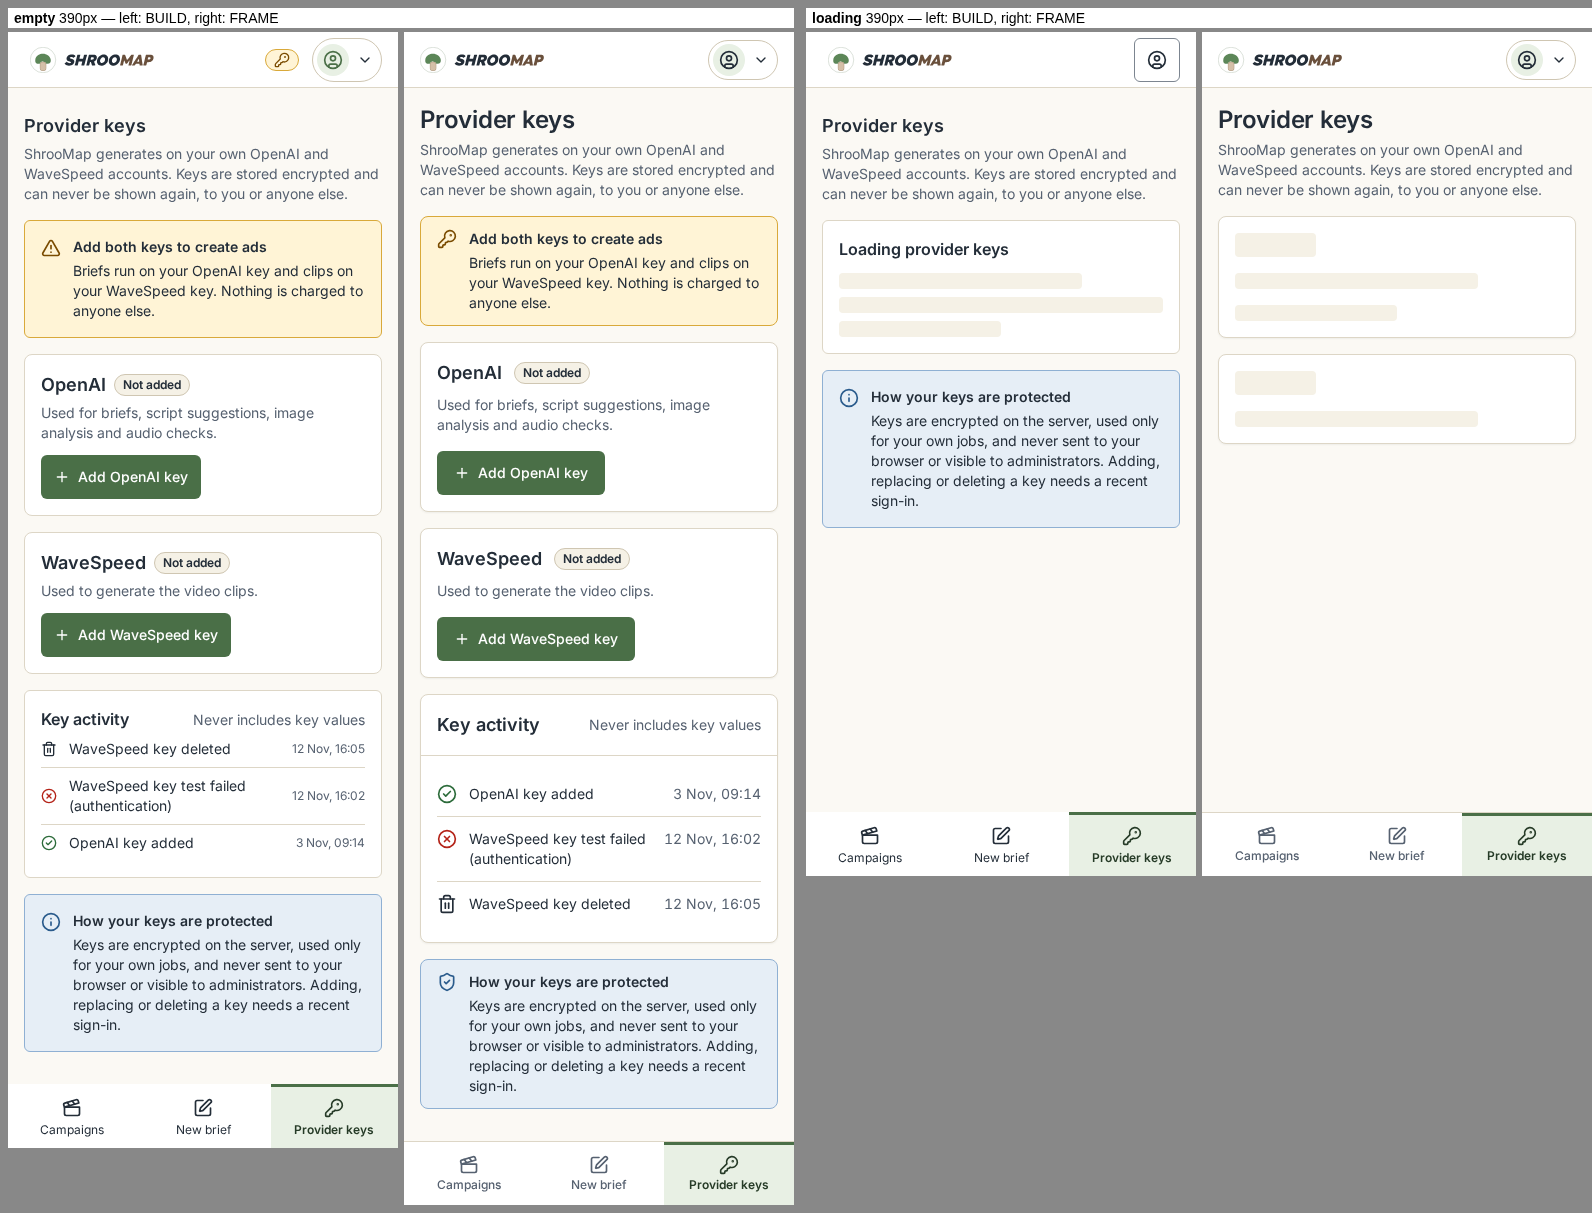 empty 390px — left: BUILD, right: FRAME
SHROOMAP
Provider keys
ShrooMap generates on your own OpenAI and
WaveSpeed accounts. Keys are stored encrypted and
can never be shown again, to you or anyone else.
Add both keys to create ads
Briefs run on your OpenAI key and clips on
your WaveSpeed key. Nothing is charged to
anyone else.
OpenAI Not added
Used for briefs, script suggestions, image
analysis and audio checks.
Add OpenAI key
WaveSpeed Not added
Used to generate the video clips.
Add WaveSpeed key
Key activity Never includes key values
WaveSpeed key deleted 12 Nov, 16:05
WaveSpeed key test failed
(authentication) 12 Nov, 16:02
OpenAI key added 3 Nov, 09:14
How your keys are protected
Keys are encrypted on the server, used only
for your own jobs, and never sent to your
browser or visible to administrators. Adding,
replacing or deleting a key needs a recent
sign-in.
Campaigns New brief Provider keys
SHROOMAP
Provider keys
ShrooMap generates on your own OpenAI and
WaveSpeed accounts. Keys are stored encrypted and
can never be shown again, to you or anyone else.
Add both keys to create ads
Briefs run on your OpenAI key and clips on
your WaveSpeed key. Nothing is charged to
anyone else.
OpenAI Not added
Used for briefs, script suggestions, image
analysis and audio checks.
Add OpenAI key
WaveSpeed Not added
Used to generate the video clips.
Add WaveSpeed key
Key activity Never includes key values
OpenAI key added 3 Nov, 09:14
WaveSpeed key test failed 12 Nov, 16:02
(authentication)
WaveSpeed key deleted 12 Nov, 16:05
How your keys are protected
Keys are encrypted on the server, used only
for your own jobs, and never sent to your
browser or visible to administrators. Adding,
replacing or deleting a key needs a recent
sign-in.
Campaigns New brief Provider keys
loading 390px — left: BUILD, right: FRAME
SHROOMAP
Provider keys
ShrooMap generates on your own OpenAI and
WaveSpeed accounts. Keys are stored encrypted and
can never be shown again, to you or anyone else.
Loading provider keys
How your keys are protected
Keys are encrypted on the server, used only
for your own jobs, and never sent to your
browser or visible to administrators. Adding,
replacing or deleting a key needs a recent
sign-in.
Campaigns New brief Provider keys
SHROOMAP
Provider keys
ShrooMap generates on your own OpenAI and
WaveSpeed accounts. Keys are stored encrypted and
can never be shown again, to you or anyone else.
Campaigns New brief Provider keys